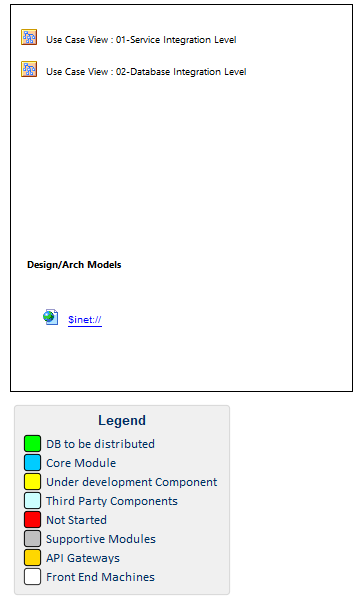 Use Case View : 01-Service Integration Level
Use Case View : 02-Database Integration Level
Design/Arch Models
$inet://
Legend
DB to be distributed
Core Module
Under development Component
Third Party Components
Not Started
Supportive Modules
API Gateways
Front End Machines